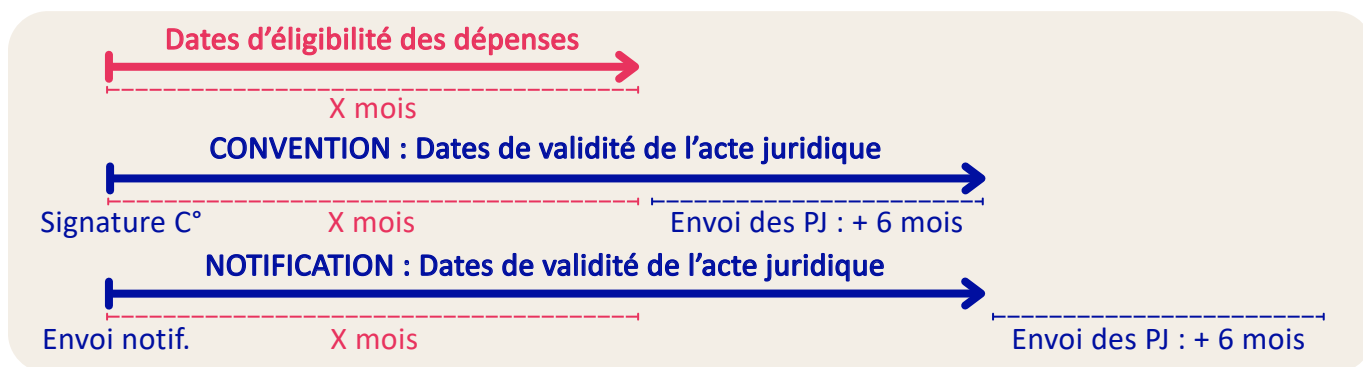 Dates d’éligibilité des dépenses
X mois
CONVENTION : Dates de validité de l’acte juridique
Signature C° X mois Envoi des PJ : + 6 mois
NOTIFICATION : Dates de validité de l’acte juridique
Envoi notif. X mois Envoi des PJ : + 6 mois